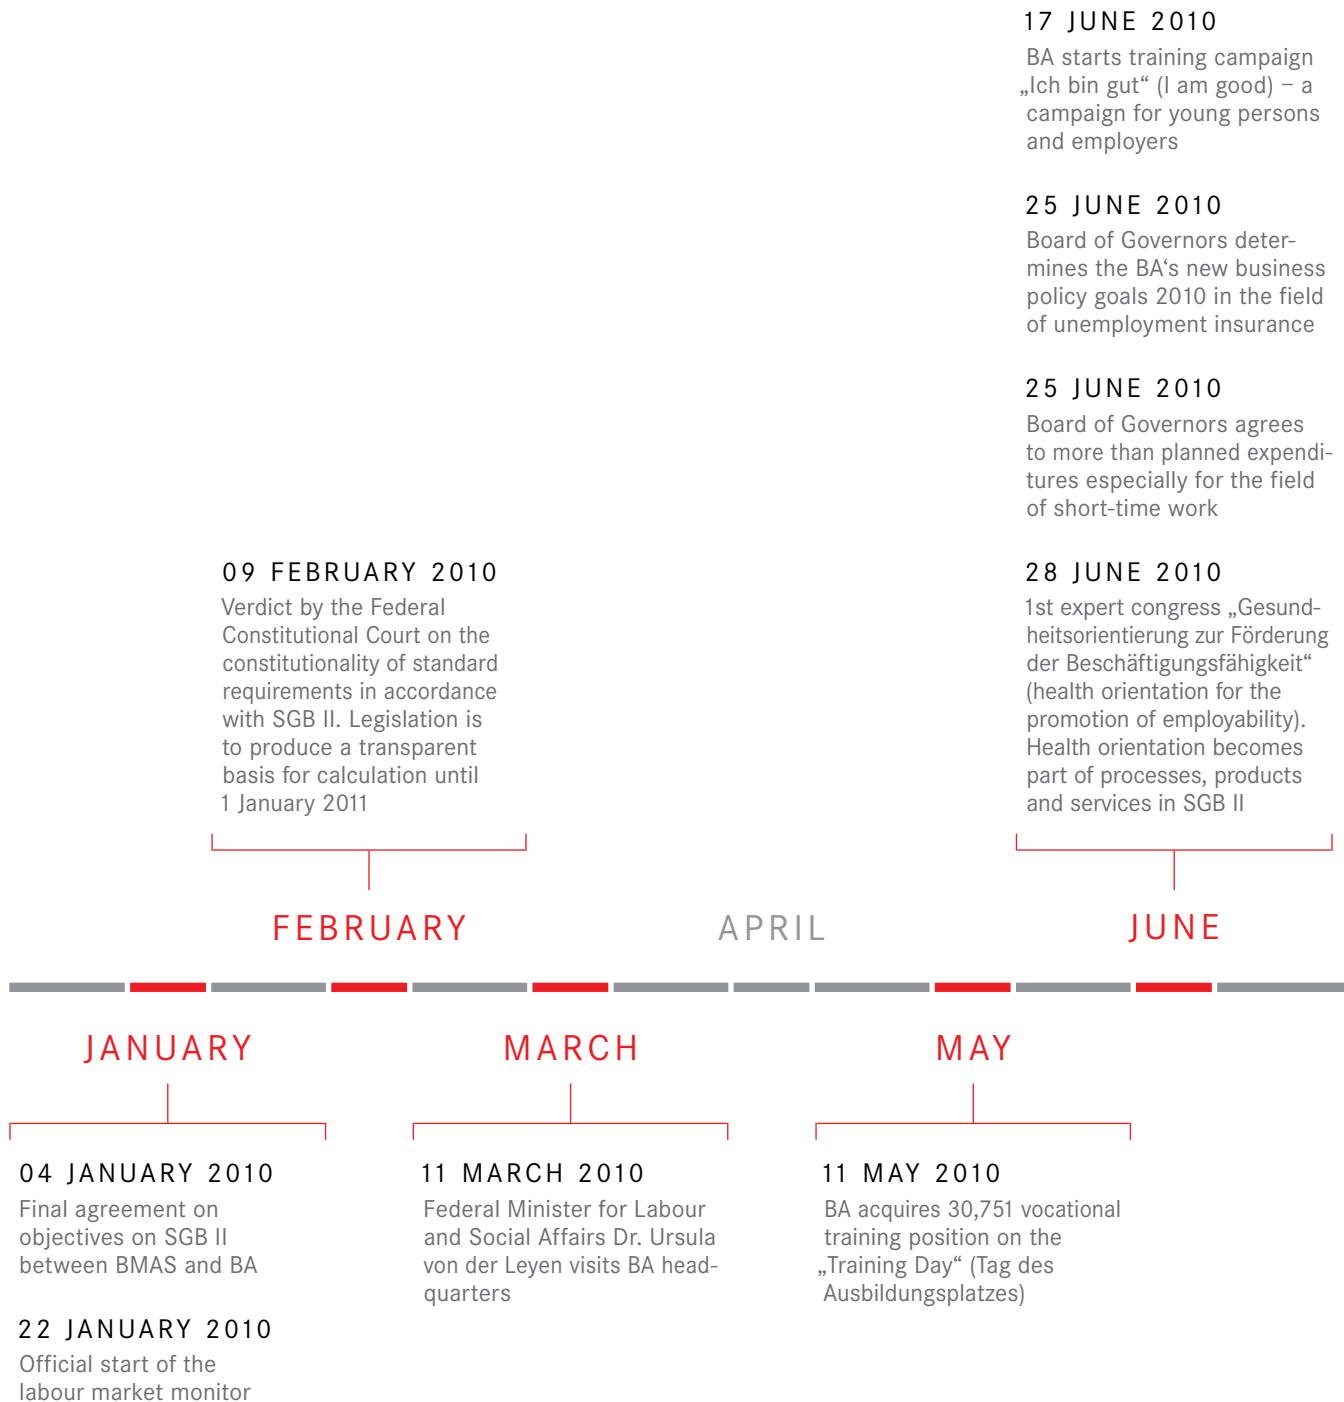 17 JUNE 2010
BA starts training campaign
„Ich bin gut“ (I am good) – a
campaign for young persons
and employers
25 JUNE 2010
Board of Governors deter-
mines the BA‘s new business
policy goals 2010 in the field
of unemployment insurance
25 JUNE 2010
Board of Governors agrees
to more than planned expendi-
tures especially for the field
of short-time work
28 JUNE 2010
1st expert congress „Gesund-
heitsorientierung zur Förderung
der Beschäftigungsfähigkeit“
(health orientation for the
promotion of employability).
Health orientation becomes
part of processes, products
and services in SGB II
09 FEBRUARY 2010
Verdict by the Federal
Constitutional Court on the
constitutionality of standard
requirements in accordance
with SGB II. Legislation is
to produce a transparent
basis for calculation until
1 January 2011
FEBRUARY
APRIL
JUNE
JANUARY
MARCH
MAY
04 JANUARY 2010
Final agreement on
objectives on SGB II
between BMAS and BA
22 JANUARY 2010
Official start of the
labour market monitor
11 MARCH 2010
Federal Minister for Labour
and Social Affairs Dr. Ursula
von der Leyen visits BA head-
quarters
11 MAY 2010
BA acquires 30,751 vocational
training position on the
„Training Day“ (Tag des
Ausbildungsplatzes)